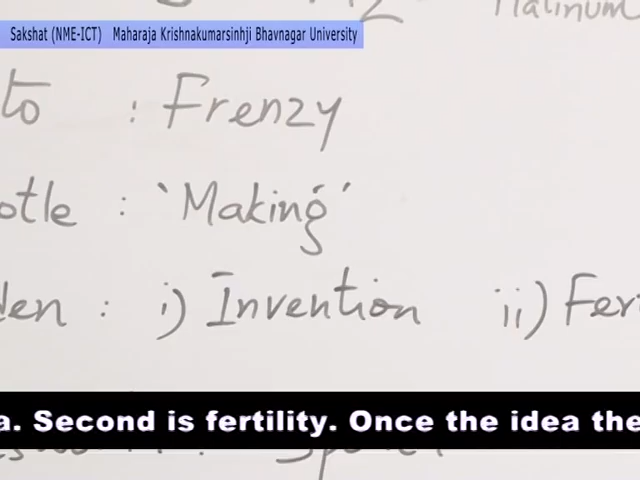 Platinum
Sakshat (NME-ICT) Maharaja Krishnakumarsinhji Bhavnagar University
to : Frenzy
otle : 'Making'
den : i) Invention ii) Fer
a. Second is fertility. Once the idea the